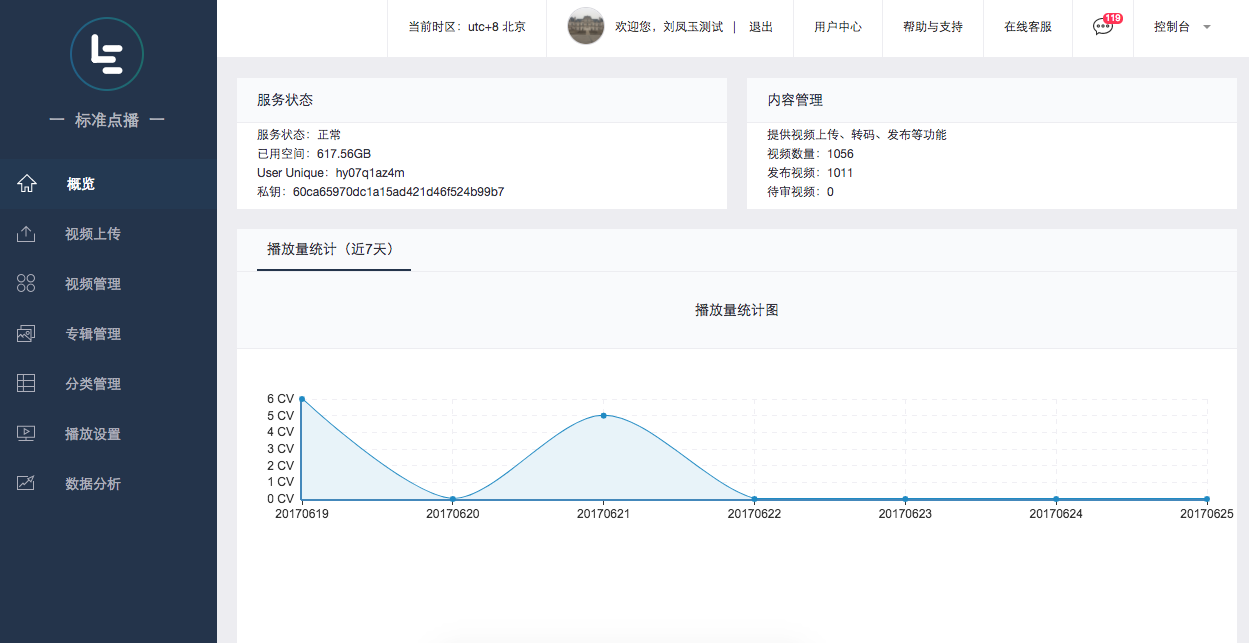 当前时区：utc+8 北京
欢迎您，刘凤玉测试 | 退出
用户中心
帮助与支持
在线客服
118
控制台
一 标准点播 一
概览
视频上传
视频管理
专辑管理
分类管理
播放设置
数据分析
服务状态
服务状态：正常
已用空间：617.56GB
User Unique：hy07q1az4m
私钥：60ca65970dc1a15ad421d46f524b99b7
内容管理
提供视频上传、转码、发布等功能
视频数量：1056
发布视频：1011
待审视频：0
播放量统计（近7天）
播放量统计图
6 CV
5 CV
4 CV
3 CV
2 CV
1 CV
0 CV
20170619 20170620 20170621 20170622 20170623 20170624 20170625